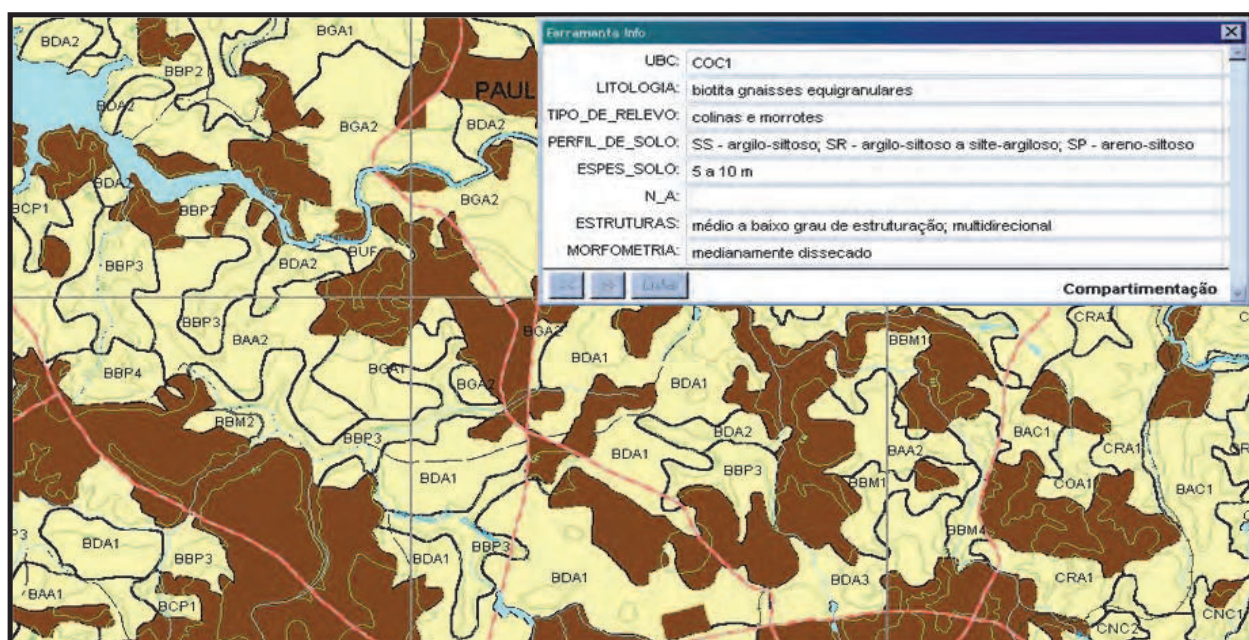 Ferramenta Info
UBC: COC1
LITOLOGIA: biotita gnaisses equigranulares
TIPO_DE_RELEVO: colinas e morrotes
PERFIL_DE_SOLO: SS - argilo-siltoso; SR - argilo-siltoso a silte-argiloso; SP - areno-siltoso
ESPES_SOLO: 5 a 10 m
N_A:
ESTRUTURAS: médio a baixo grau de estruturação; multidirecional
MORFOMETRIA: medianamente dissecado
<< >> Listar
Compartimentação
BDA2 BGA1
BBP2
PAUL
BDA2
BGA2 BDA2
BDA2
BCP1 BBP2 BGA2
BUF
BBP3 BDA2
BBP3 BGA2 CRA1
BAA2 BDA1 BBM1
BBP4 BGA1 BGA2 BDA1
BBM2 BBP3 BDA2 BAC1
BDA1 BDA1 BBP3 BAA2 CRA1
BBM1 COA1 BAC1
BBM4
BDA1 BBP3 BDA1 BBP3
BDA1 BDA3 CRA1
BAA1 BCP1 CNC2 CNC1